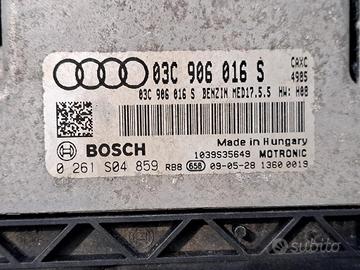 03C 906 016 S
CAXC
4985
03C 906 016 S BENZIN MED17.5.5 HW: H08
Made in Hungary
BOSCH
1039S35649 MOTRONIC
0 261 S04 859 RB8 658 09-05-28 1360 0019
subito